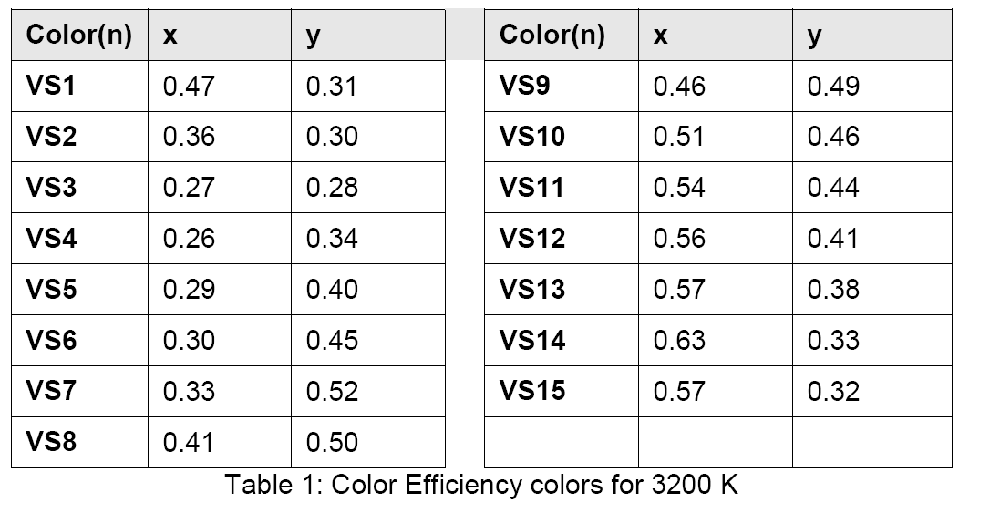 Color(n) x y Color(n) x y
VS1 0.47 0.31 VS9 0.46 0.49
VS2 0.36 0.30 VS10 0.51 0.46
VS3 0.27 0.28 VS11 0.54 0.44
VS4 0.26 0.34 VS12 0.56 0.41
VS5 0.29 0.40 VS13 0.57 0.38
VS6 0.30 0.45 VS14 0.63 0.33
VS7 0.33 0.52 VS15 0.57 0.32
VS8 0.41 0.50
Table 1: Color Efficiency colors for 3200 K